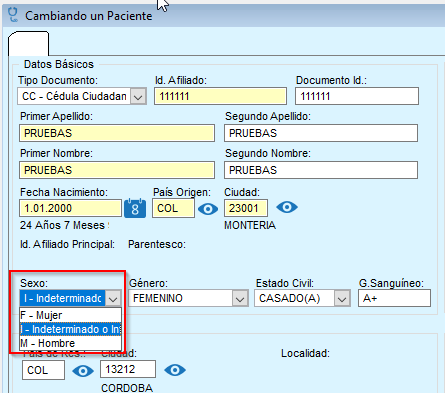 Cambiando un Paciente
Datos Básicos
Tipo Documento: Id. Afiliado: Documento Id.:
CC - Cédula Ciudadan 111111 111111
Primer Apellido: Segundo Apellido:
PRUEBAS PRUEBAS
Primer Nombre: Segundo Nombre:
PRUEBAS PRUEBAS
Fecha Nacimiento: País Origen: Ciudad:
1.01.2000 8 COL 23001
24 Años 7 Meses MONTERIA
Id. Afiliado Principal: Parentesco:
Sexo: Género: Estado Civil: G.Sanguíneo:
I - Indeterminado FEMENINO CASADO(A) A+
F - Mujer
I - Indeterminado o In
M - Hombre
País de Res.: Ciudad: Localidad:
COL 13212
CORDOBA